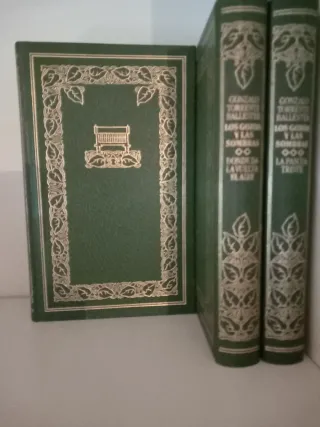 GONZALO
TORRENTE
BALLESTER
LOS GOZOS
Y LAS
SOMBRAS
DONDE DA
LA VUELTA
EL AIRE
GONZALO
TORRENTE
BALLESTER
LOS GOZOS
Y LAS
SOMBRAS
LA PASCUA
TRISTE